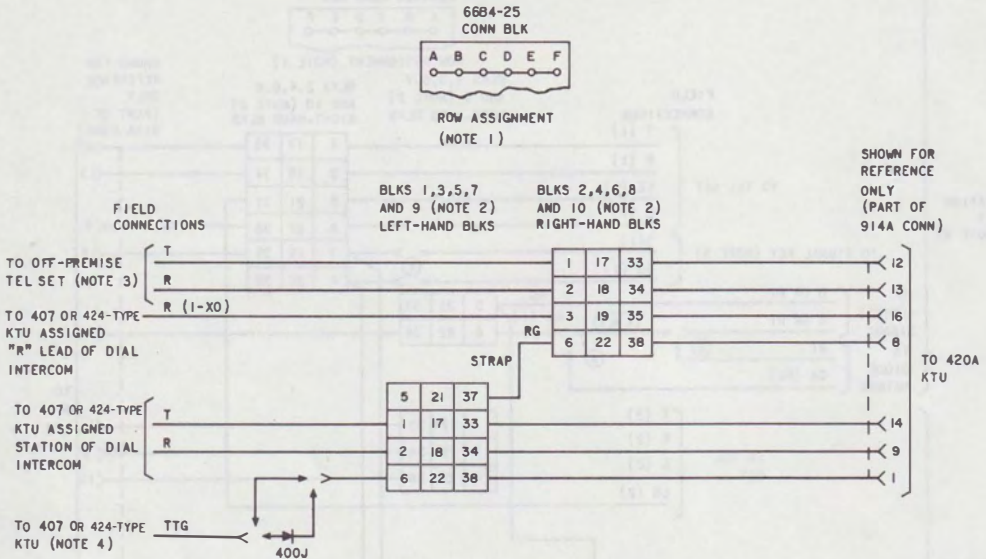 6684-25
CONN BLK
A B C D E F
ROW ASSIGNMENT
(NOTE 1)
SHOWN FOR
REFERENCE
ONLY
(PART OF
914A CONN)
BLKS 1,3,5,7
AND 9 (NOTE 2)
LEFT-HAND BLKS
BLKS 2,4,6,8
AND 10 (NOTE 2)
RIGHT-HAND BLKS
FIELD
CONNECTIONS
TO OFF-PREMISE
TEL SET (NOTE 3)
T
R
R (1-XO)
TO 407 OR 424-TYPE
KTU ASSIGNED
"R" LEAD OF DIAL
INTERCOM
1 17 33
2 18 34
3 19 35
6 22 38
RG
STRAP
12
13
16
8
TO 420A
KTU
5 21 37
1 17 33
2 18 34
6 22 38
TO 407 OR 424-TYPE
KTU ASSIGNED
STATION OF DIAL
INTERCOM
T
R
14
9
1
TO 407 OR 424-TYPE
KTU (NOTE 4)
TTG
400J